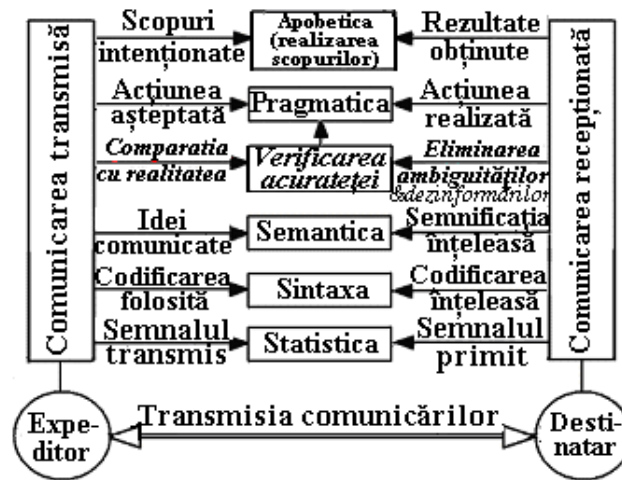 Comunicarea transmisă
Scopuri
intenționate
Apobetica
(realizarea
scopurilor)
Rezultate
obținute
Acțiunea
așteptată
Pragmatica
Acțiunea
realizată
Comparatia
cu realitatea
Verificarea
acurateței
Eliminarea
ambiguităților
&dezinformărilor
Idei
comunicate
Semantica
Semnificația
înțeleasă
Codificarea
folosită
Sintaxa
Codificarea
înțeleasă
Semnalul
transmis
Statistica
Semnalul
primit
Comunicarea recepționată
Expe-
ditor
Transmisia comunicărilor
Desti-
natar